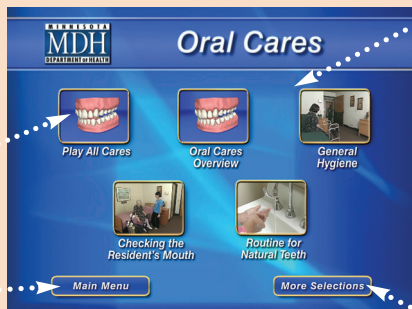 MINNESOTA
MDH
DEPARTMENT OF HEALTH
Oral Cares
Play All Cares
Oral Cares
Overview
General
Hygiene
Checking the
Resident's Mouth
Routine for
Natural Teeth
Main Menu
More Selections